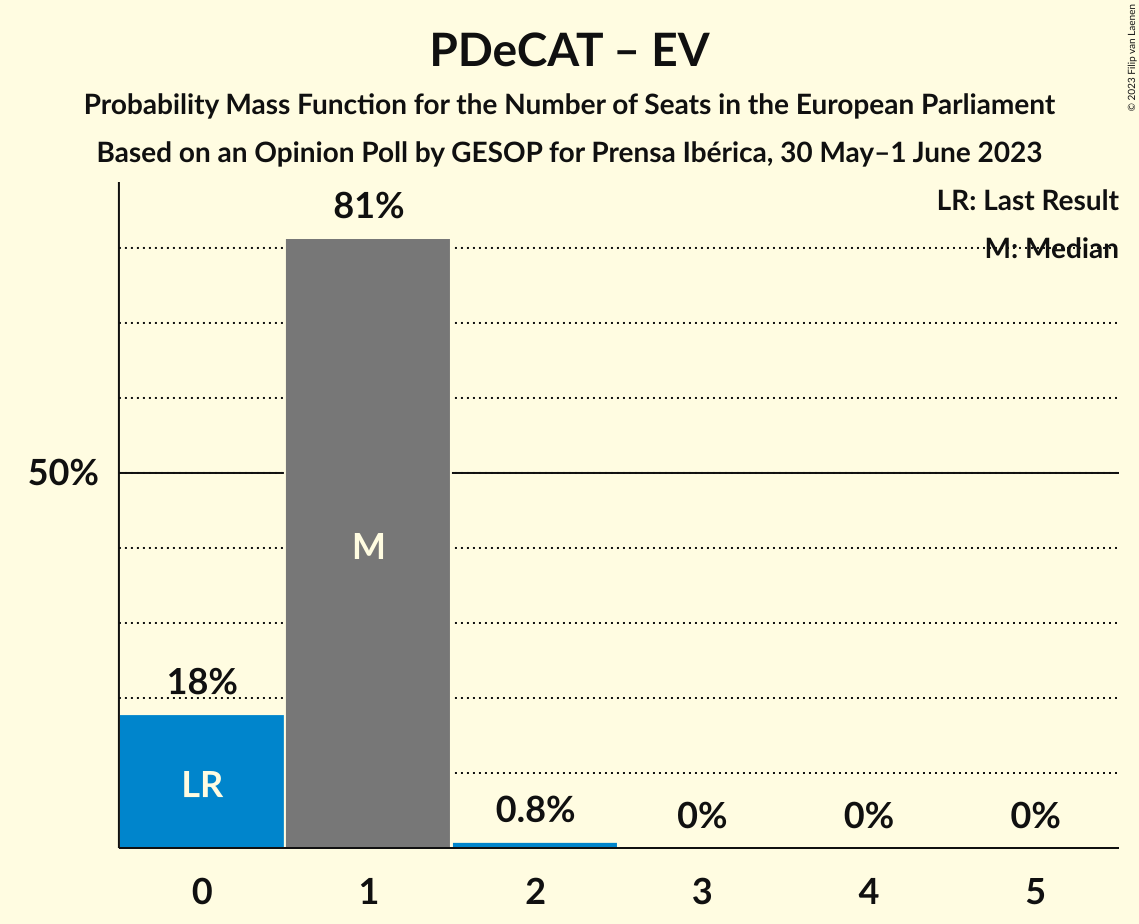 PDeCAT – EV
Probability Mass Function for the Number of Seats in the European Parliament
Based on an Opinion Poll by GESOP for Prensa Ibérica, 30 May–1 June 2023
© 2023 Filip van Laenen
LR: Last Result
M: Median
81%
50%
M
18%
LR
0.8%
0%
0%
0%
0
1
2
3
4
5